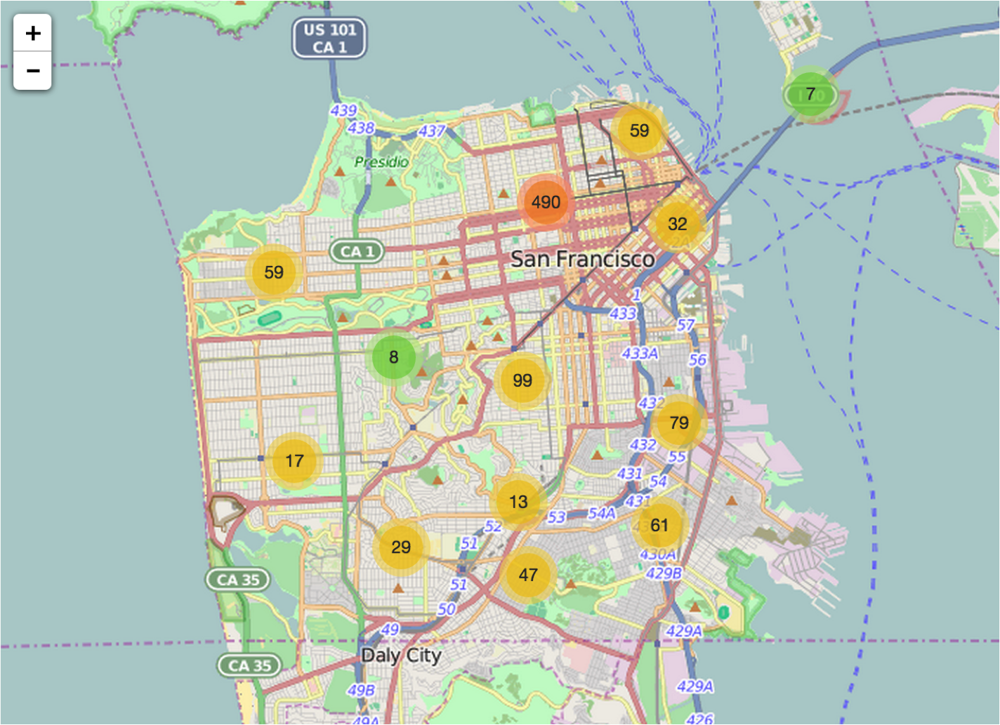 +
−
US 101
CA 1
7
439
438
437
59
Presidio
490
32
CA 1
San Francisco
59
1
433
57
8
433A
56
99
432
79
432
17
55
431
54
13
431
53
54A
52
61
51
29
430A
47
429B
CA 35
51
50
49
429A
Daly City
CA 35
49B
429A
49A
426